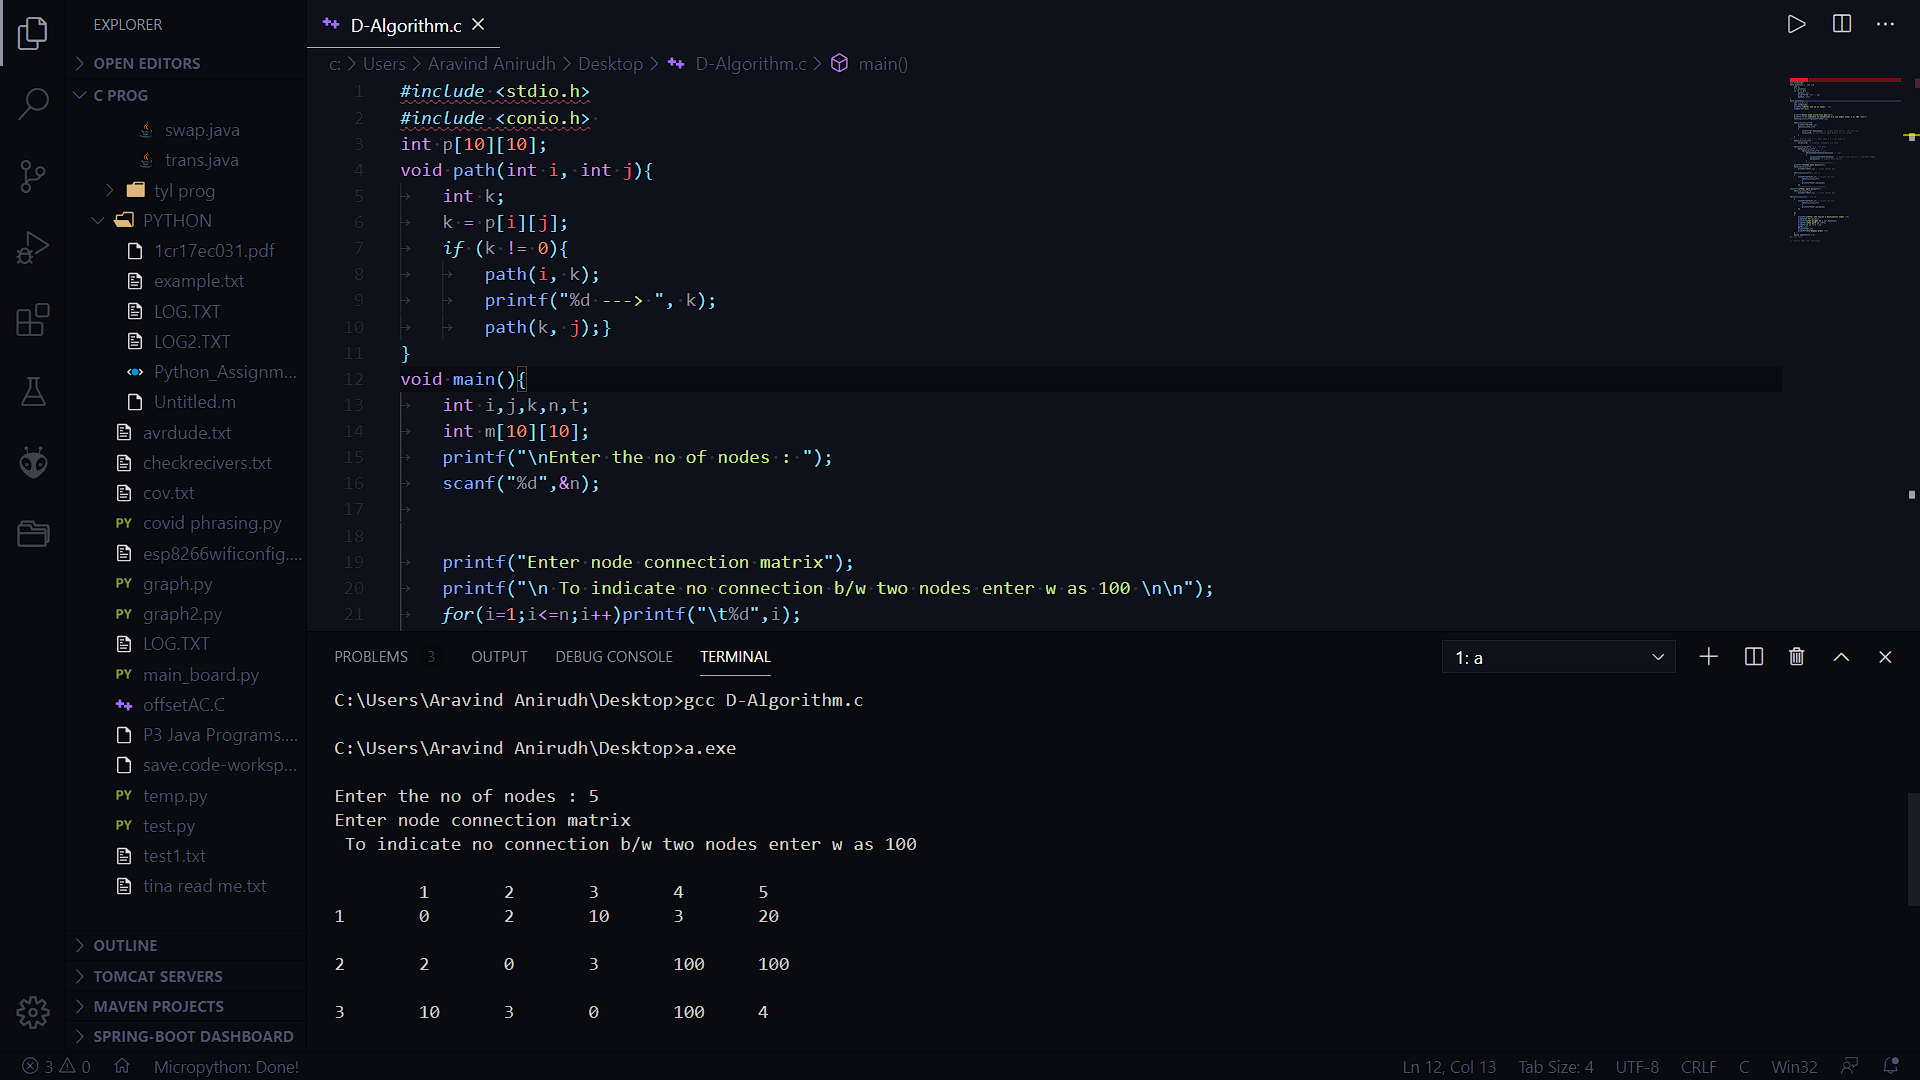 EXPLORER
OPEN EDITORS
C PROG
swap.java
trans.java
tyl prog
PYTHON
1cr17ec031.pdf
example.txt
LOG.TXT
LOG2.TXT
Python_Assignm...
Untitled.m
avrdude.txt
checkrecivers.txt
cov.txt
PY covid phrasing.py
esp8266wificonfig....
PY graph.py
PY graph2.py
LOG.TXT
PY main_board.py
offsetAC.C
P3 Java Programs....
save.code-worksp...
PY temp.py
PY test.py
test1.txt
tina read me.txt
OUTLINE
TOMCAT SERVERS
MAVEN PROJECTS
SPRING-BOOT DASHBOARD
D-Algorithm.c
c: > Users > Aravind Anirudh > Desktop > D-Algorithm.c > main()
1 #include <stdio.h>
2 #include <conio.h>
3 int p[10][10];
4 void path(int i, int j){
5 int k;
6 k = p[i][j];
7 if (k != 0){
8 path(i, k);
9 printf("%d ---> ", k);
10 path(k, j);}
11 }
12 void main(){
13 int i,j,k,n,t;
14 int m[10][10];
15 printf("\nEnter the no of nodes : ");
16 scanf("%d",&n);
17
18
19 printf("Enter node connection matrix");
20 printf("\n To indicate no connection b/w two nodes enter w as 100 \n\n");
21 for(i=1;i<=n;i++)printf("\t%d",i);
PROBLEMS 3 OUTPUT DEBUG CONSOLE TERMINAL 1: a
C:\Users\Aravind Anirudh\Desktop>gcc D-Algorithm.c
C:\Users\Aravind Anirudh\Desktop>a.exe
Enter the no of nodes : 5
Enter node connection matrix
To indicate no connection b/w two nodes enter w as 100
1 2 3 4 5
1 0 2 10 3 20
2 2 0 3 100 100
3 10 3 0 100 4
3 0 Micropython: Done! Ln 12, Col 13 Tab Size: 4 UTF-8 CRLF C Win32